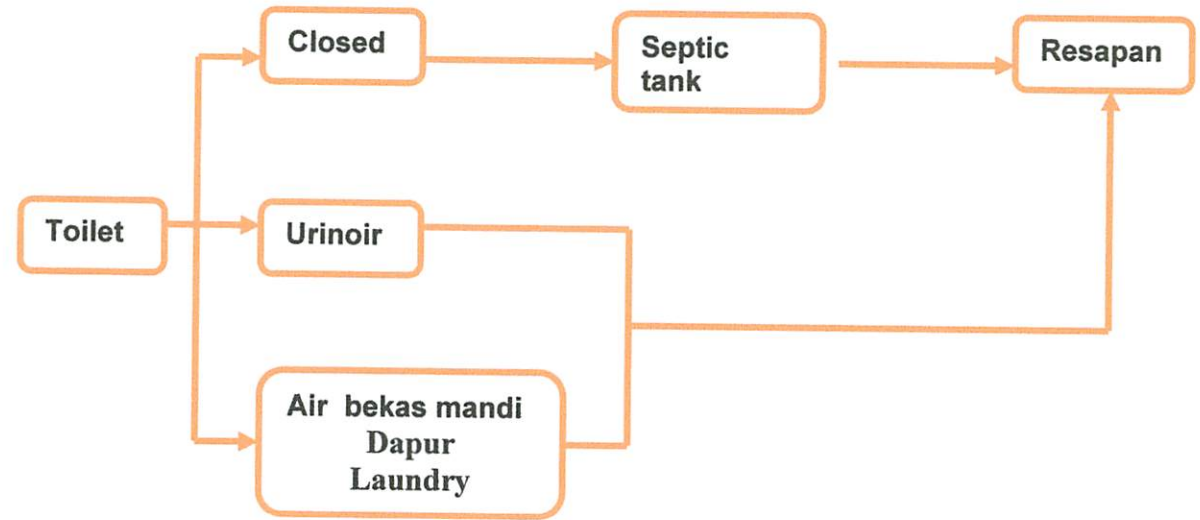 Closed
Septic
tank
Resapan
Toilet
Urinoir
Air bekas mandi
Dapur
Laundry